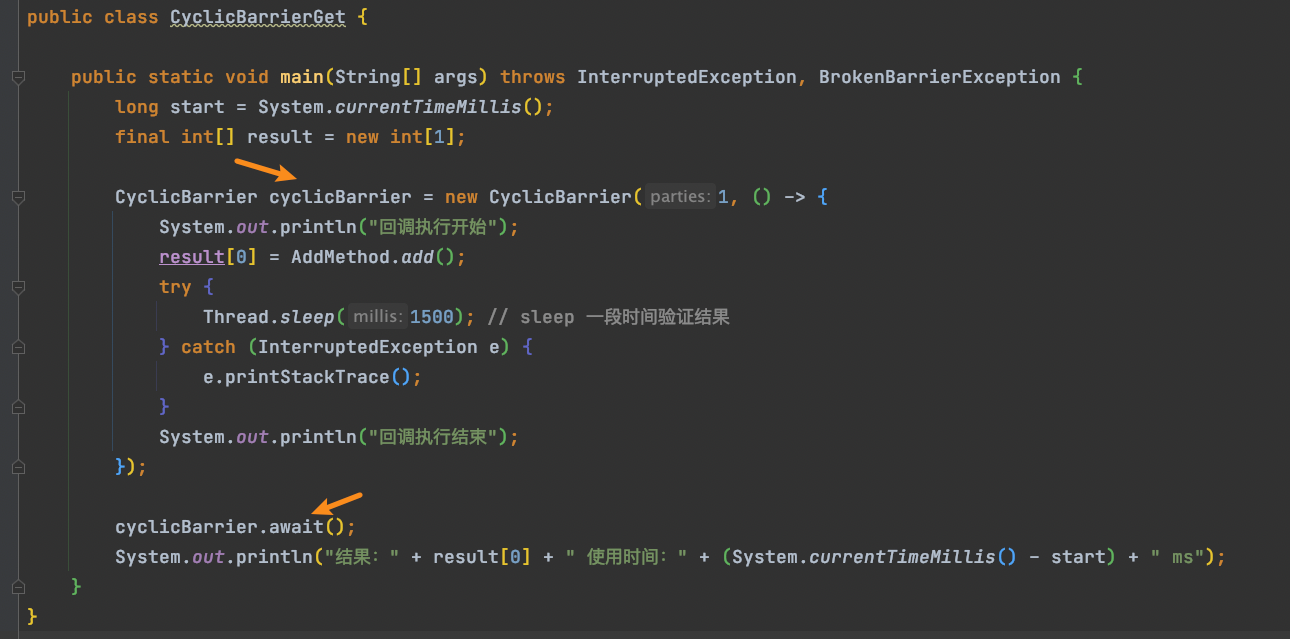 public class CyclicBarrierGet {
public static void main(String[] args) throws InterruptedException, BrokenBarrierException {
long start = System.currentTimeMillis();
final int[] result = new int[1];
CyclicBarrier cyclicBarrier = new CyclicBarrier( parties: 1, () -> {
System.out.println("回调执行开始");
result[0] = AddMethod.add();
try {
Thread.sleep( millis: 1500); // sleep 一段时间验证结果
} catch (InterruptedException e) {
e.printStackTrace();
}
System.out.println("回调执行结束");
});
cyclicBarrier.await();
System.out.println("结果：" + result[0] + " 使用时间：" + (System.currentTimeMillis() - start) + " ms");
}
}